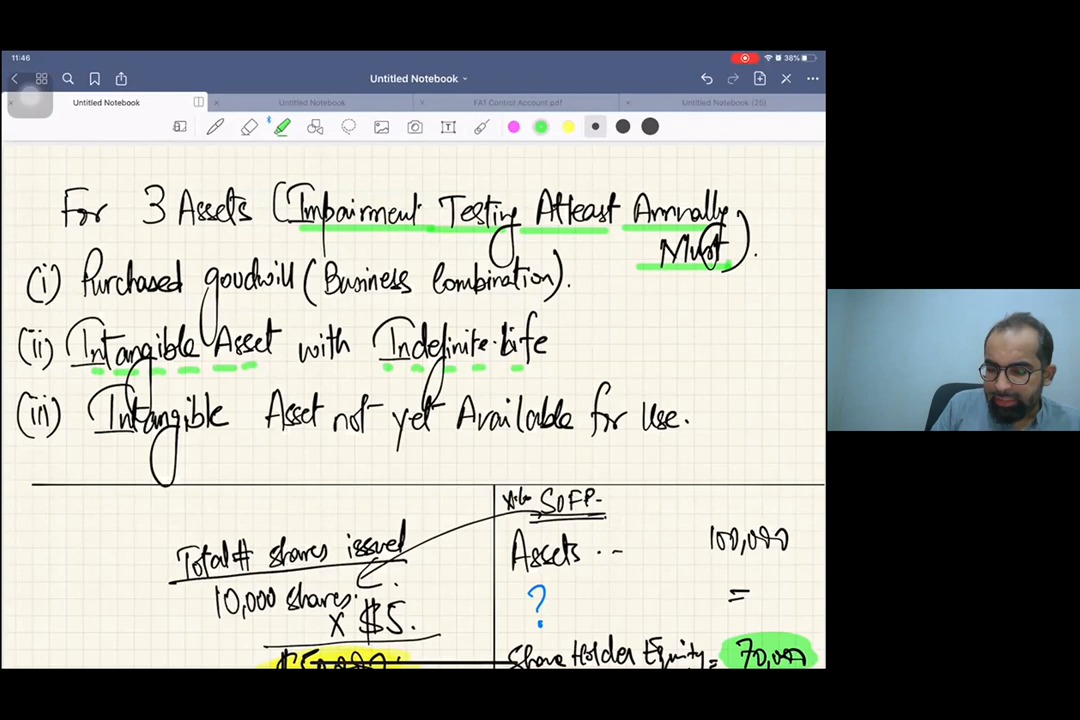 11:46
38%
Untitled Notebook
Untitled Notebook
Untitled Notebook
FA1 Control Account.pdf
Untitled Notebook (25)
For 3 Assets (Impairment Testing Atleast Annually
Must).
(i) Purchased goodwill (Business Combination).
(ii) Intangible Asset with Indefinite Life
(iii) Intangible Asset not yet Available for Use.
SOFP
Total # shares issued
Assets
100,000
10,000 shares.
?
=
X $5.
Share Holder Equity = 70,000